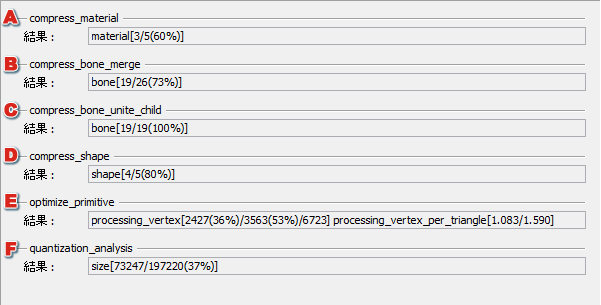 A compress_material
結果： material[3/5(60%)]
B compress_bone_merge
結果： bone[19/26(73%)]
C compress_bone_unite_child
結果： bone[19/19(100%)]
D compress_shape
結果： shape[4/5(80%)]
E optimize_primitive
結果： processing_vertex[2427(36%)/3563(53%)/6723] processing_vertex_per_triangle[1.083/1.590]
F quantization_analysis
結果： size[73247/197220(37%)]